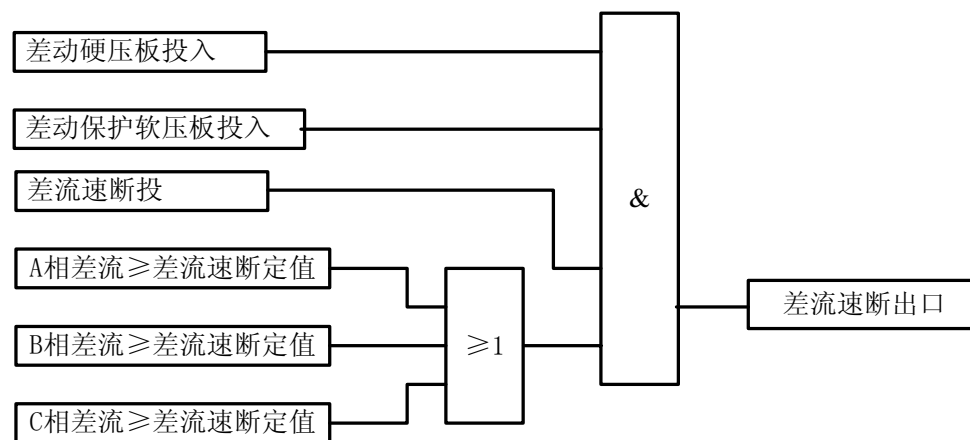 差动硬压板投入
差动保护软压板投入
差流速断投
&
A相差流≥差流速断定值
差流速断出口
B相差流≥差流速断定值
≥1
C相差流≥差流速断定值